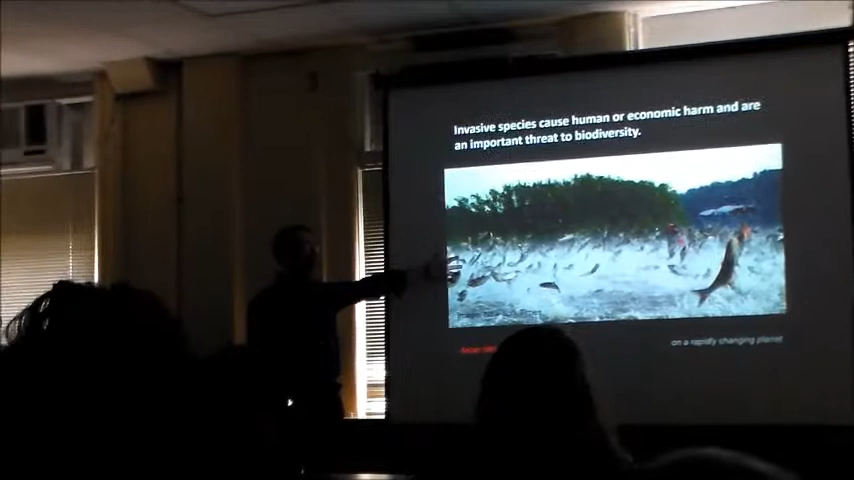 Invasive species cause human or economic harm and are
an important threat to biodiversity.
on a rapidly changing planet